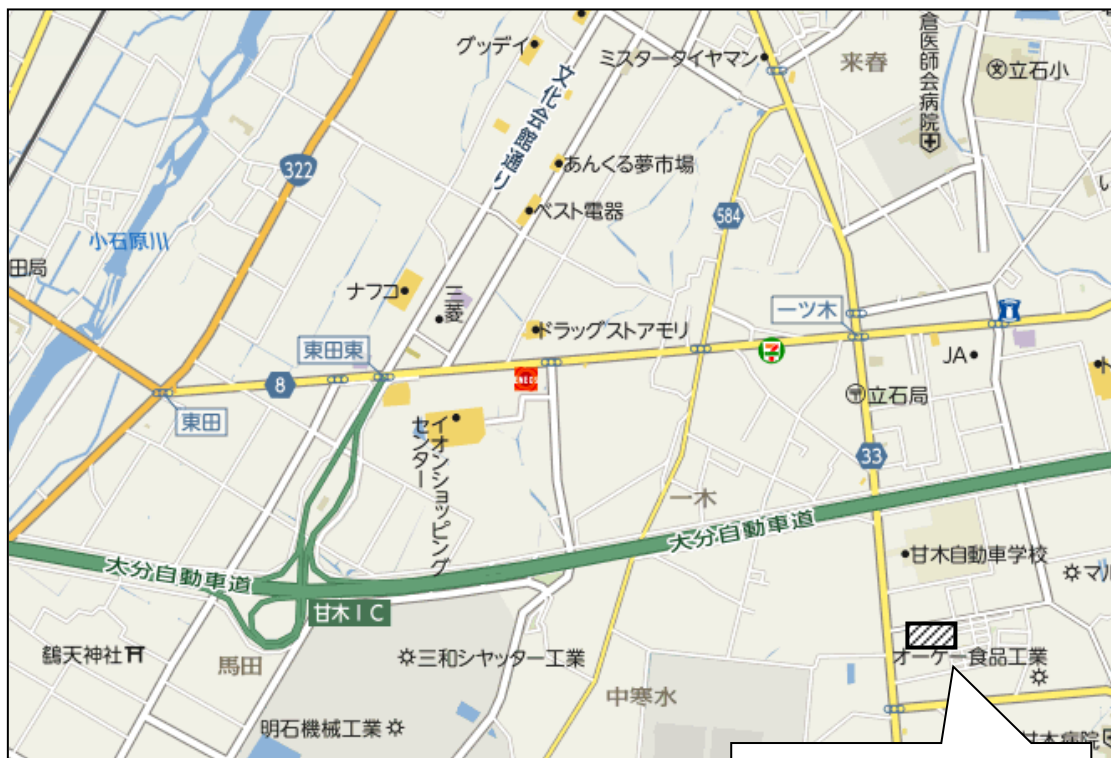 グッデイ
ミスタータイヤマン
来春
倉医師会病院
立石小
文化会館通り
322
あんくる夢市場
584
ベスト電器
小石原川
田局
ナフコ
三菱
一ツ木
ドラッグストアモリ
東田東
JA
8
ENEOS
立石局
東田
イオンショッピング
センター
33
一木
大分自動車道
大分自動車道
甘木自動車学校
甘木IC
オーケー食品工業
鶴天神社
馬田
三和シヤッター工業
中寒水
明石機械工業
甘木病院